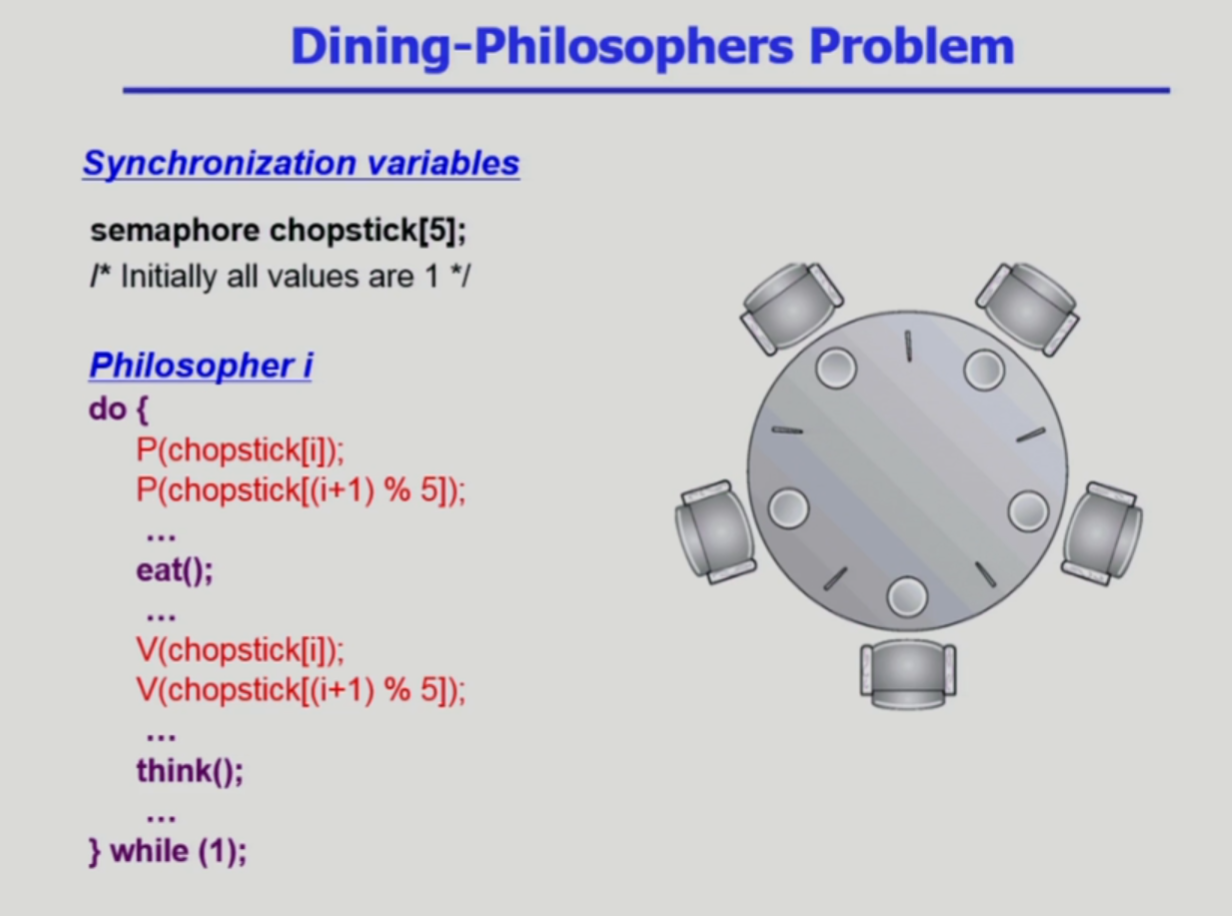 Dining-Philosophers Problem
Synchronization variables
semaphore chopstick[5];
/* Initially all values are 1 */
Philosopher i
do {
P(chopstick[i]);
P(chopstick[(i+1) % 5]);
...
eat();
...
V(chopstick[i]);
V(chopstick[(i+1) % 5]);
...
think();
...
} while (1);